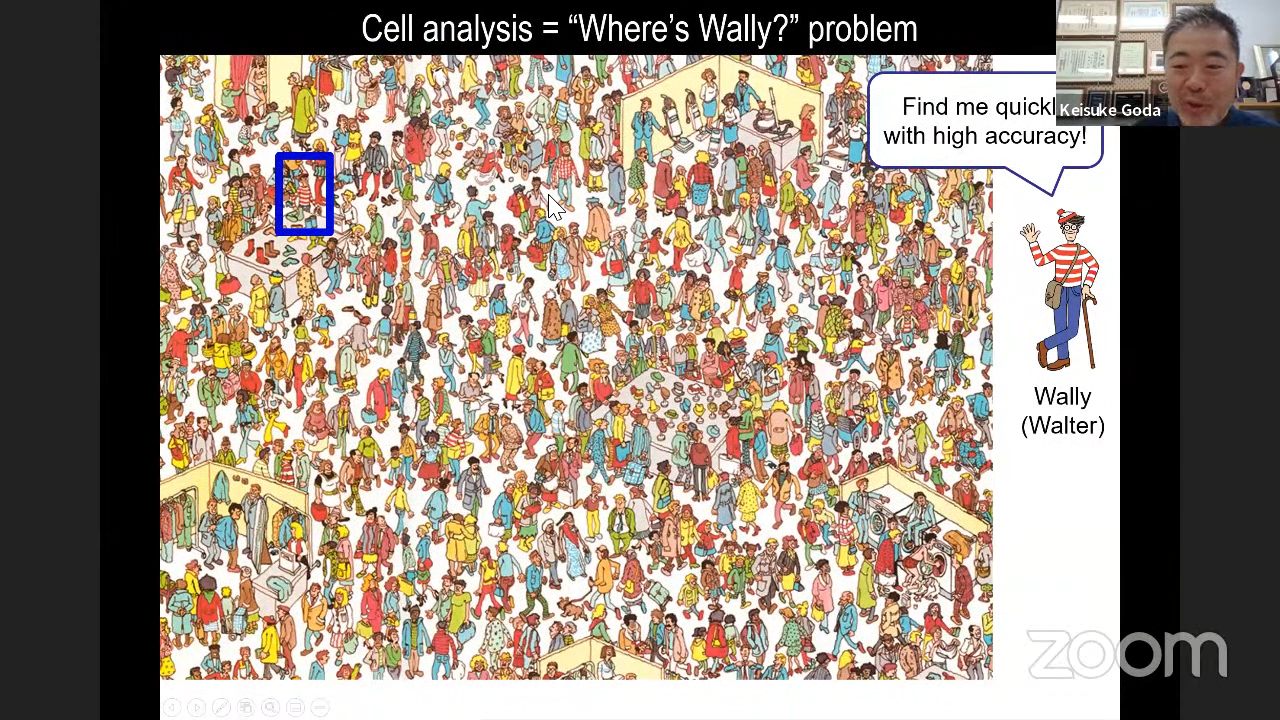 Cell analysis = “Where’s Wally?” problem
Find me quickl
with high accuracy!
Keisuke Goda
Wally
(Walter)
zoom